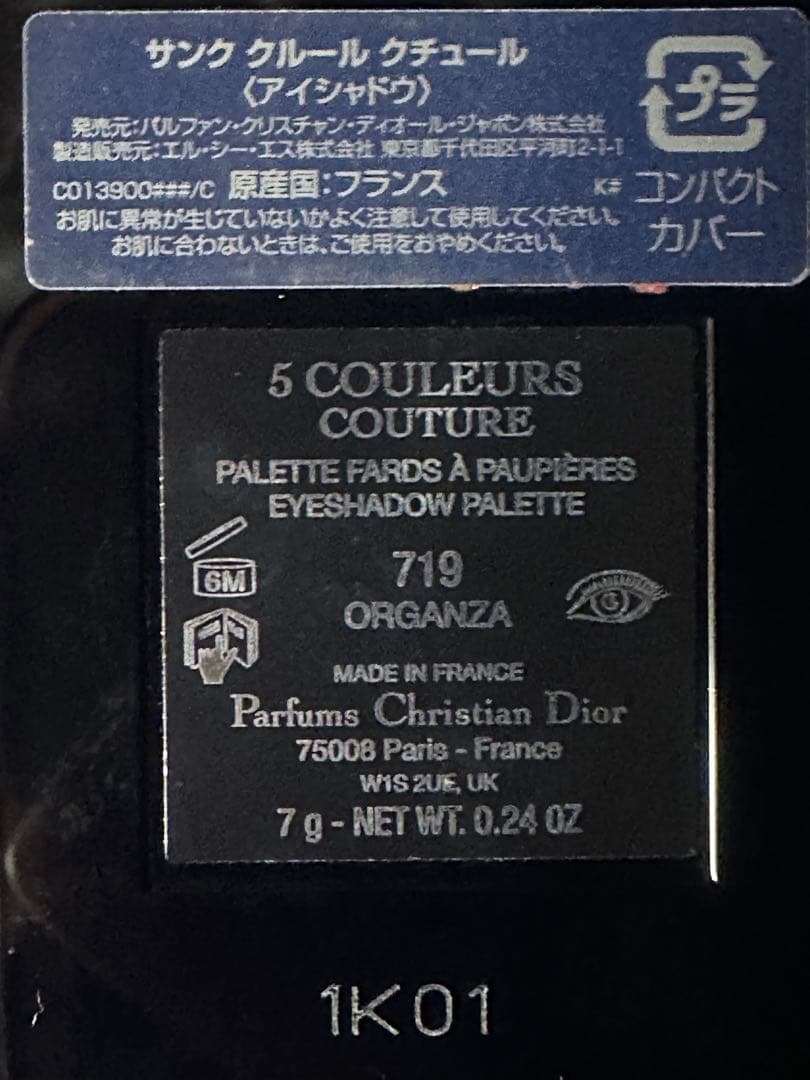 サンク クルール クチュール
〈アイシャドウ〉
発売元:パルファン・クリスチャン・ディオール・ジャポン株式会社
製造販売元:エル・シー・エス株式会社 東京都千代田区平河町2-1-1
C013900###/C 原産国:フランス K#
お肌に異常が生じていないかよく注意して使用してください。
お肌に合わないときは、ご使用をおやめください。
プラ
コンパクト
カバー
5 COULEURS
COUTURE
PALETTE FARDS À PAUPIÈRES
EYESHADOW PALETTE
6M
719
ORGANZA
MADE IN FRANCE
Parfums Christian Dior
75008 Paris - France
W1S 2UE, UK
7 g - NET WT. 0.24 OZ
1K01